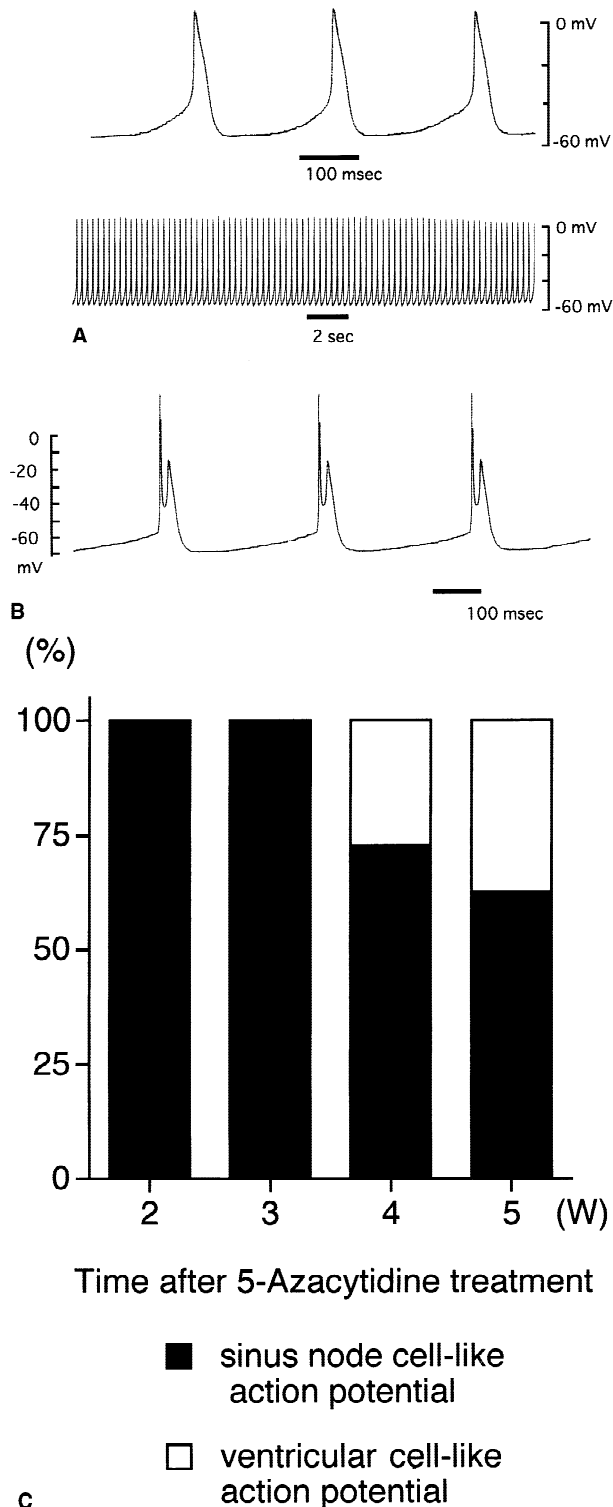 0 mV
-60 mV
100 msec
0 mV
-60 mV
A
2 sec
0
-20
-40
-60
mV
B
100 msec
(%)
100
75
50
25
0
2 3 4 5 (W)
Time after 5-Azacytidine treatment
sinus node cell-like
action potential
ventricular cell-like
action potential
C